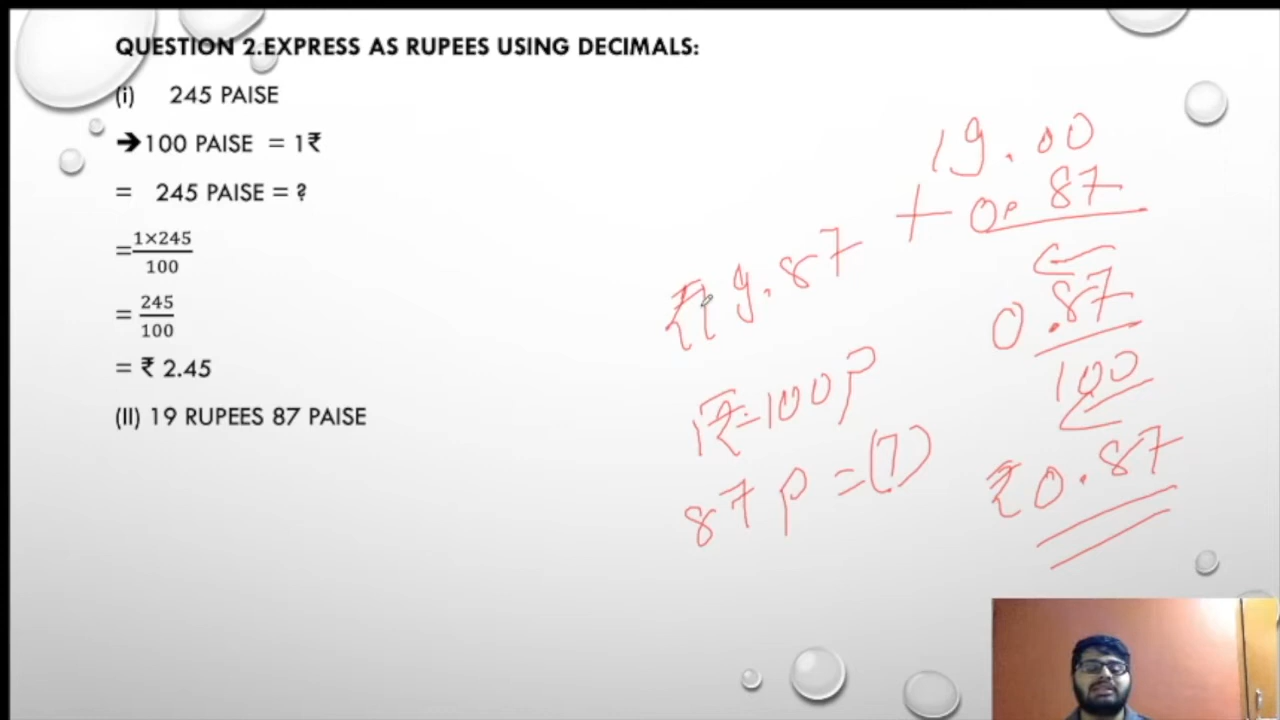 QUESTION 2.EXPRESS AS RUPEES USING DECIMALS:
(i) 245 PAISE
➔100 PAISE = 1₹
= 245 PAISE = ?
=1×245
100
= 245
100
= ₹ 2.45
(II) 19 RUPEES 87 PAISE
19.00
+ 0.87
₹19.87
0.87
100
1₹=100P
87 P =(?)
₹0.87